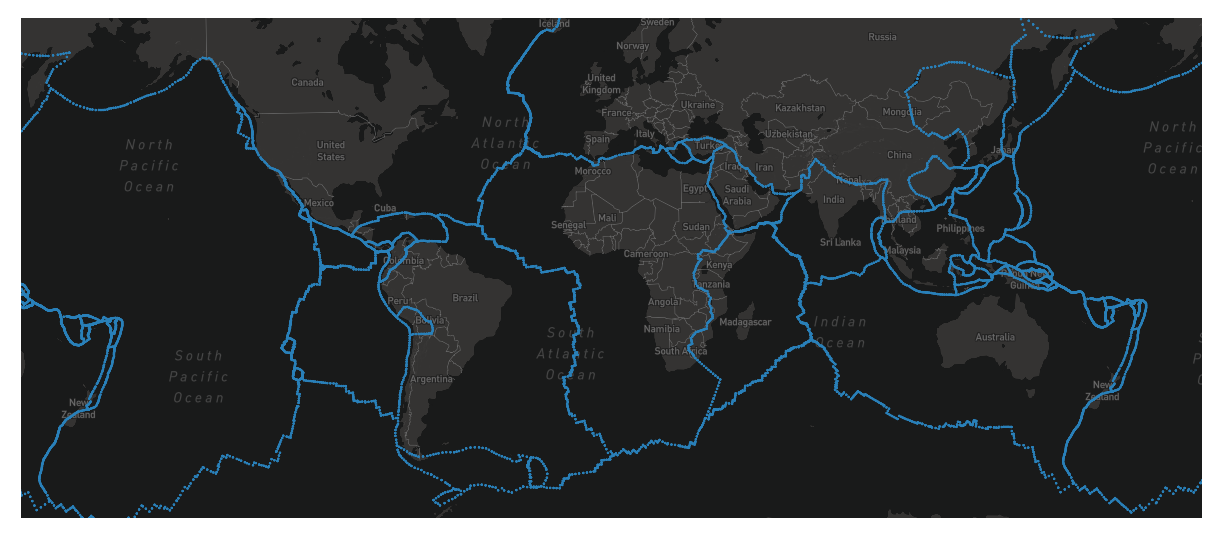 Iceland
Sweden
Russia
Norway
Canada
United
Kingdom
Ukraine
Kazakhstan
France
Mongolia
North
Pacific
Ocean
North
Atlantic
Ocean
North
Pacific
Ocean
United
States
Spain
Italy
Uzbekistan
Turke
China
Japan
Morocco
Iraq
Iran
Nepal
Mexico
Cuba
Egypt
Saudi
Arabia
India
Senegal
Mali
Sudan
Thailand
Philippines
Sri Lanka
Malaysia
Colombia
Cameroon
Kenya
Tanzania
Papua New
Guinea
Peru
Brazil
Angola
Bolivia
Namibia
Madagascar
South
Pacific
Ocean
South
Atlantic
Ocean
Indian
Ocean
Australia
South Africa
Argentina
New
Zealand
New
Zealand